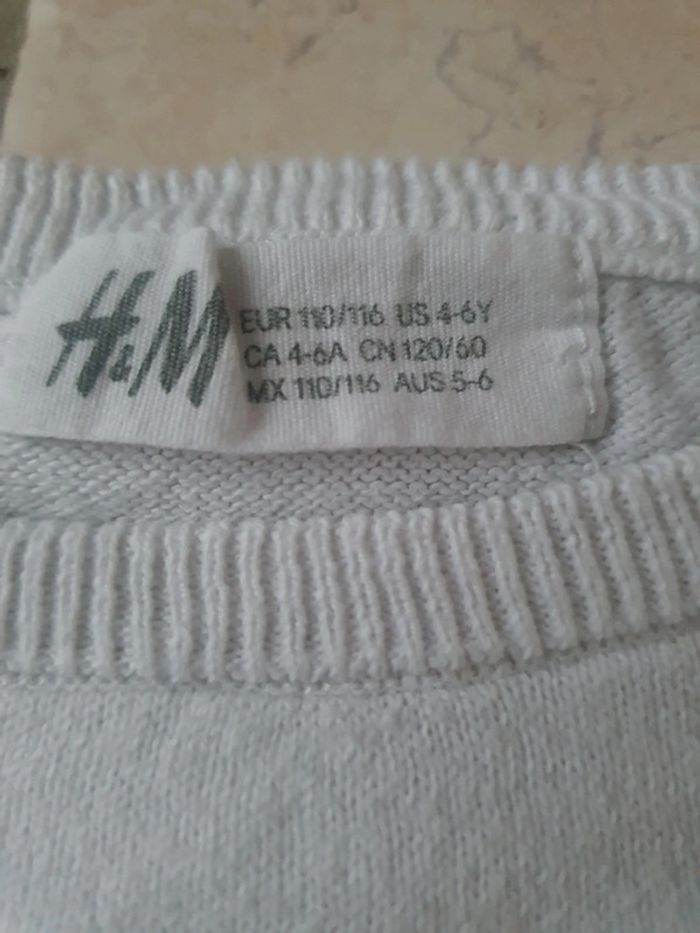 H&M
EUR 110/116 US 4-6Y
CA 4-6A CN 120/60
MX 110/116 AUS 5-6